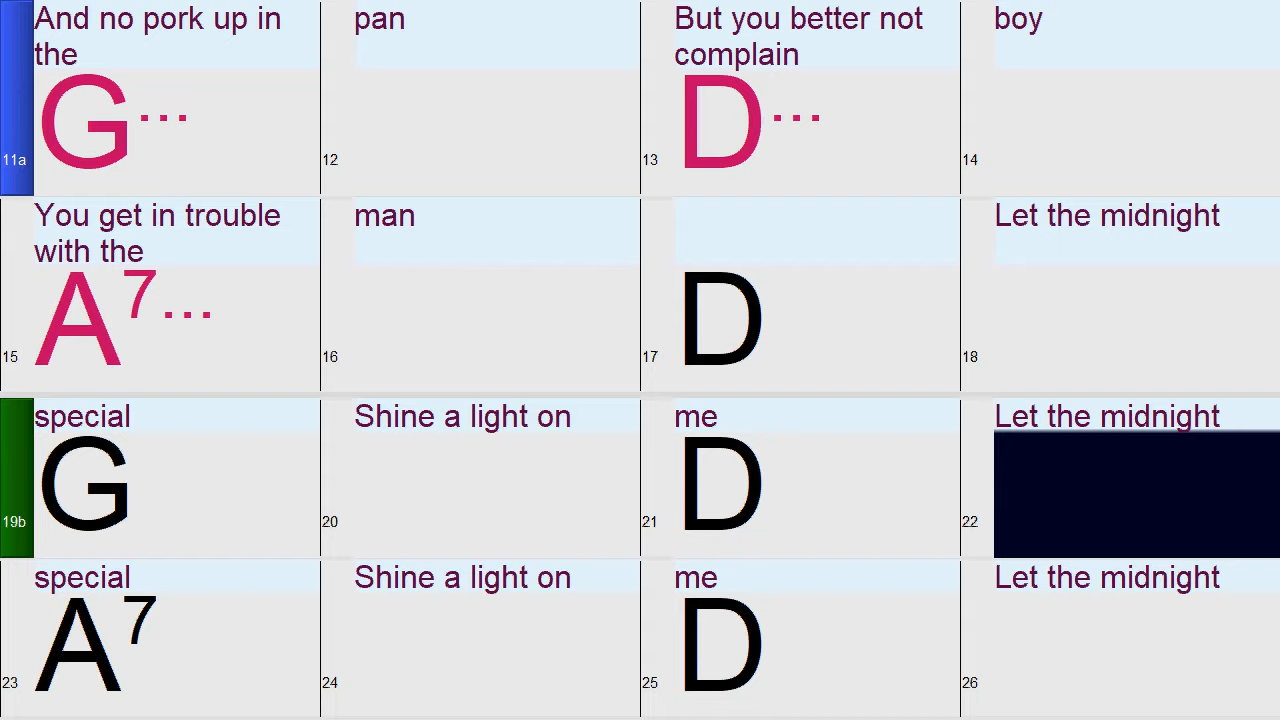 And no pork up in the pan But you better not complain boy
G... D...
11a 12 13 14
You get in trouble with the man Let the midnight
A7... D
15 16 17 18
special Shine a light on me Let the midnight
G D
19b 20 21 22
special Shine a light on me Let the midnight
A7 D
23 24 25 26